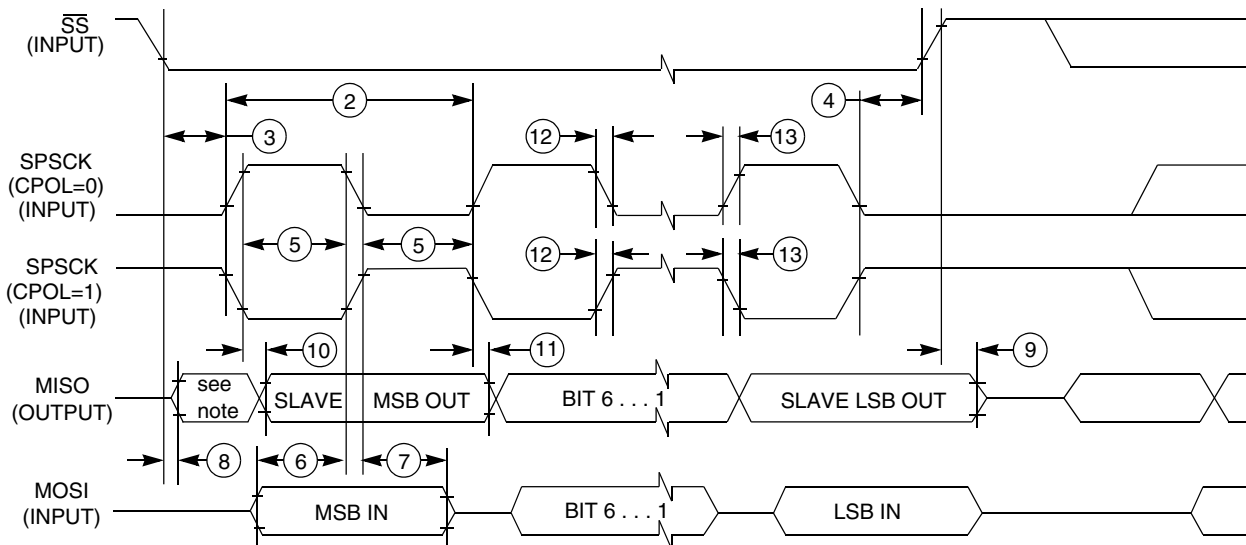 SS
(INPUT)
2
4
3
12
13
SPSCK
(CPOL=0)
(INPUT)
5
5
SPSCK
(CPOL=1)
(INPUT)
12
13
10
11
9
MISO
(OUTPUT)
see
note
SLAVE
MSB OUT
BIT 6 . . . 1
SLAVE LSB OUT
8
6
7
MOSI
(INPUT)
MSB IN
BIT 6 . . . 1
LSB IN